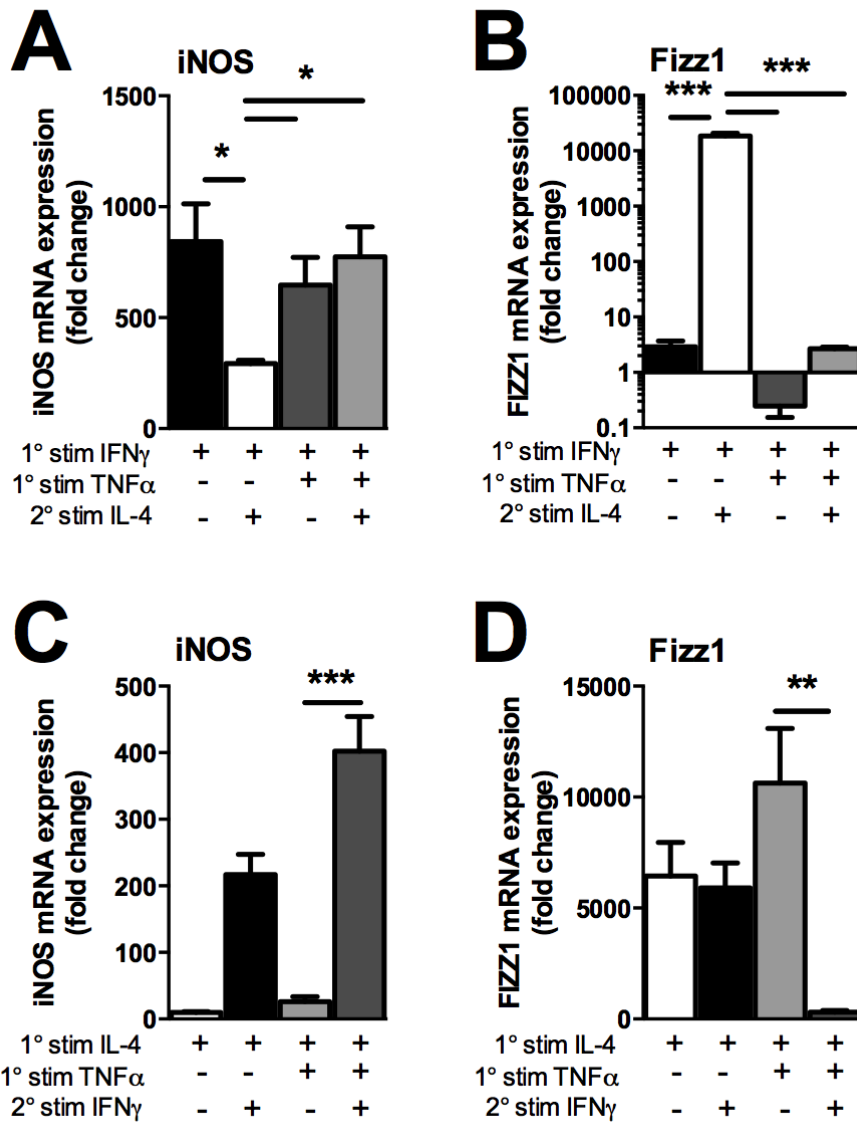 A
iNOS
*
*
iNOS mRNA expression
(fold change)
1500
1000
500
0
1° stim IFNγ + + + +
1° stim TNFα - - + +
2° stim IL-4 - + - +
B
Fizz1
***
***
FIZZ1 mRNA expression
(fold change)
100000
10000
1000
100
10
1
0.1
+ + + +
1° stim IFNγ
1° stim TNFα
- - + +
2° stim IL-4
- + - +
C
iNOS
***
iNOS mRNA expression
(fold change)
500
400
300
200
100
0
1° stim IL-4 + + + +
1° stim TNFα - - + +
2° stim IFNγ - + - +
D
Fizz1
**
FIZZ1 mRNA expression
(fold change)
15000
10000
5000
0
1° stim IL-4 + + + +
1° stim TNFα - - + +
2° stim IFNγ - + - +